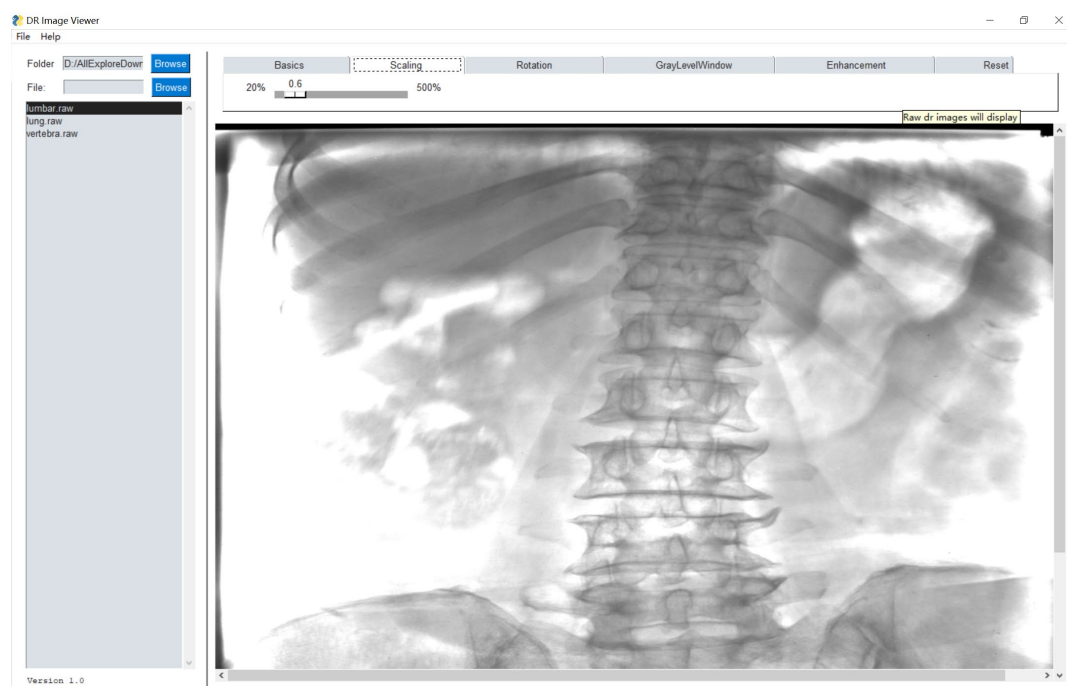 DR Image Viewer
File Help
Folder D:/AllExploreDowr Browse
File: Browse
lumbar.raw
lung.raw
vertebra.raw
Basics Scaling Rotation GrayLevelWindow Enhancement Reset
20% 0.6 500%
Raw dr images will display
Version 1.0